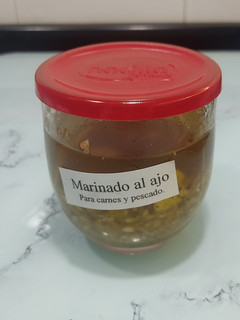 Marinado al ajo
Para carnes y pescado.